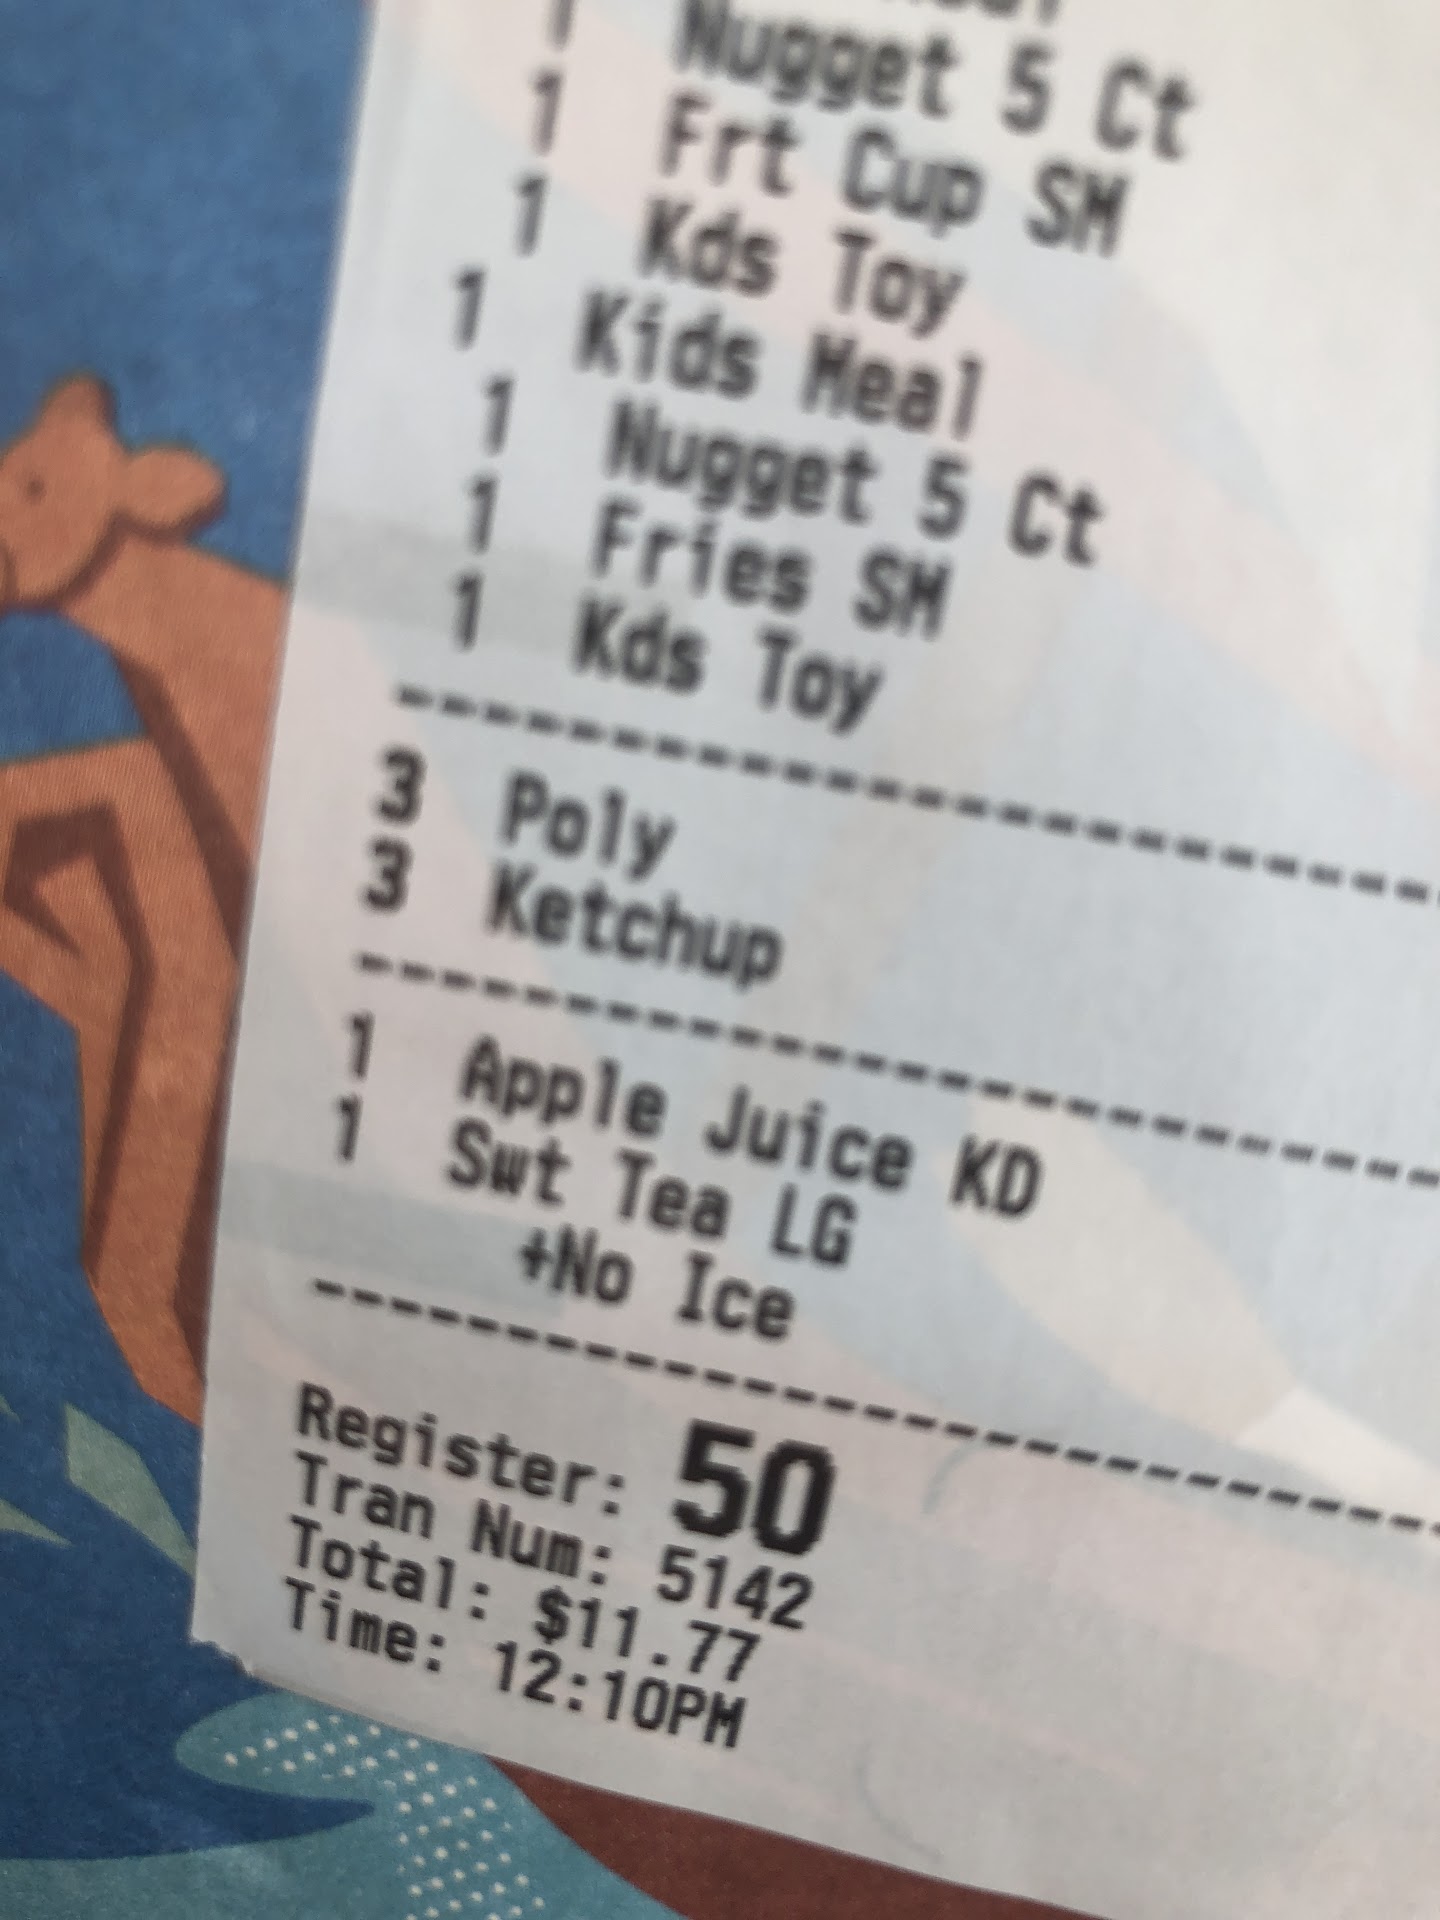 1 Nugget 5 Ct
1 Frt Cup SM
1 Kds Toy
1 Kids Meal
1 Nugget 5 Ct
1 Fries SM
1 Kds Toy
3 Poly
3 Ketchup
1 Apple Juice KD
1 Swt Tea LG
+No Ice
Register: 50
Tran Num: 5142
Total: $11.77
Time: 12:10PM